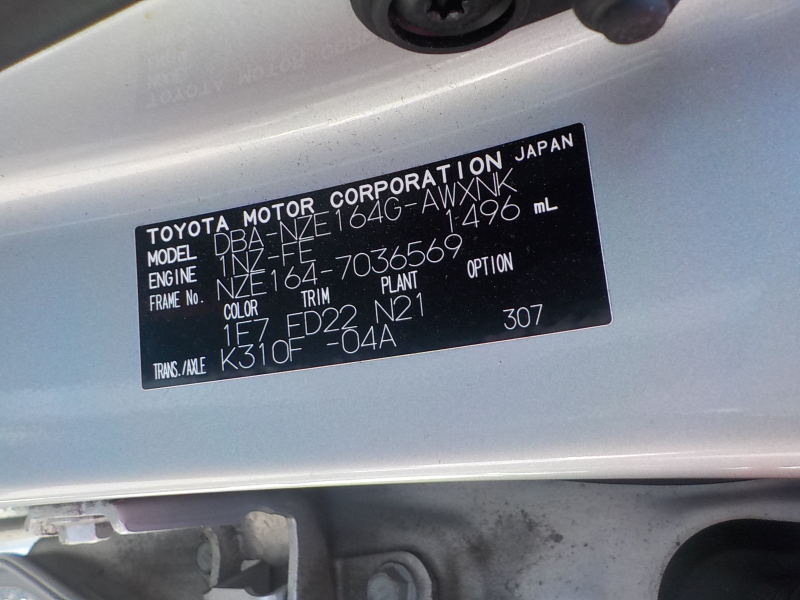 TOYOTA MOTOR CORPORATION JAPAN
MODEL DBA-NZE164G-AWXNK
ENGINE 1NZ-FE 1496 mL
FRAME No. NZE164-7036569
COLOR TRIM PLANT OPTION
1F7 FD22 N21
TRANS./AXLE K310F -04A 307